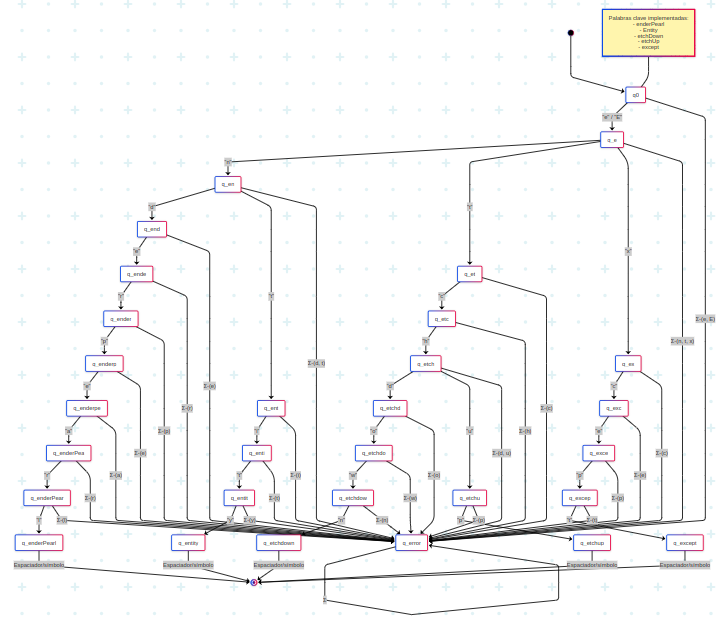 Palabras clave implementadas:
- enderPearl
- Entity
- etchDown
- etchUp
- except
q0
"e" / "E"
q_e
"n"
q_en
"d"
"t"
"x"
q_end
"e"
q_ende
q_et
"r"
"t"
"c"
q_ender
q_etc
Σ-{e, E}
"p"
"h"
Σ-{n, t, x}
q_enderp
q_etch
q_ex
Σ-{d, t}
"e"
Σ-{e}
"d"
"c"
q_enderpe
Σ-{r}
q_ent
q_etchd
Σ-{c}
q_exc
"a"
Σ-{p}
"i"
"o"
"u"
Σ-{h}
"e"
q_enderPea
Σ-{e}
q_enti
q_etchdo
Σ-{d, u}
q_exce
Σ-{c}
"r"
Σ-{a}
"t"
Σ-{i}
"w"
Σ-{o}
"p"
Σ-{e}
q_enderPear
Σ-{r}
q_entit
Σ-{t}
q_etchdow
Σ-{w}
q_etchu
q_excep
Σ-{p}
"l"
Σ-{l}
"y"
Σ-{y}
"n"
Σ-{n}
"p"
Σ-{p}
"t"
Σ-{t}
q_enderPearl
q_entity
q_etchdown
q_error
q_etchup
q_except
Espaciador/símbolo
Espaciador/símbolo
Espaciador/símbolo
Espaciador/símbolo
Espaciador/símbolo